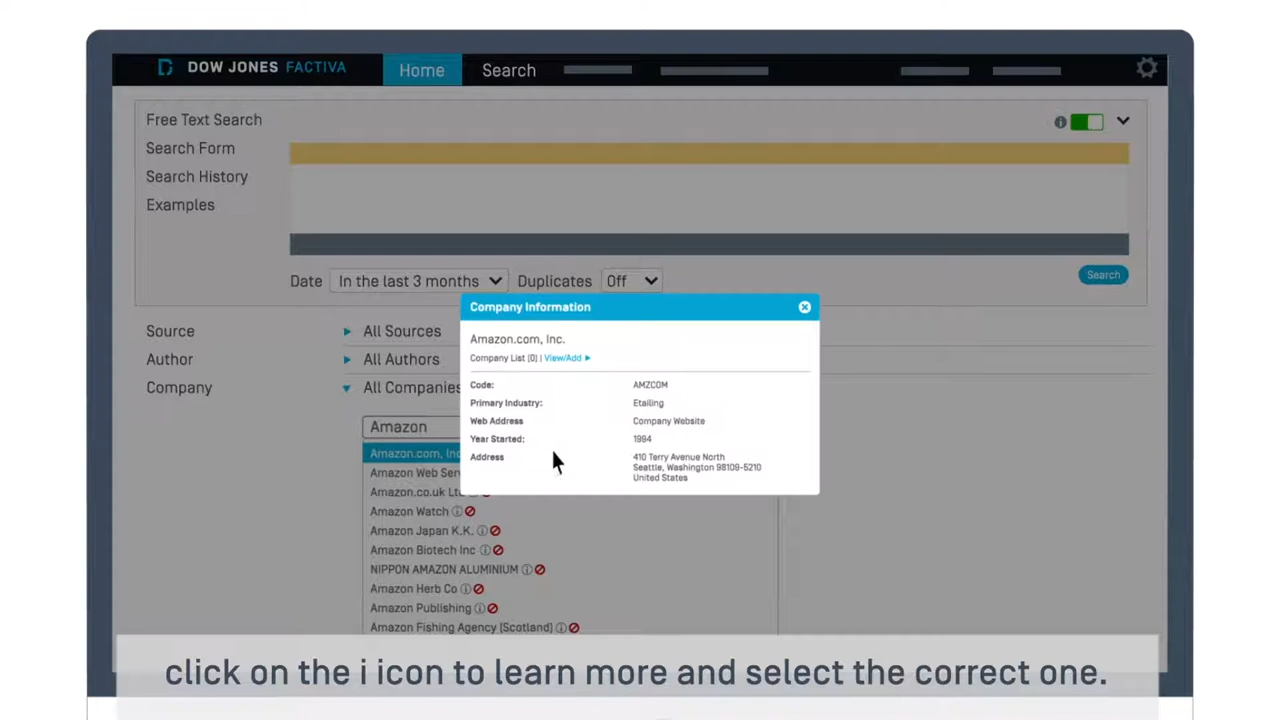 DOW JONES FACTIVA Home Search
Free Text Search
Search Form
Search History
Examples
Date In the last 3 months Duplicates Off
Search
Company Information
Amazon.com, Inc.
Company List (0) | View/Add
Code: AMZCOM
Primary Industry: Etailing
Web Address Company Website
Year Started: 1994
Address 410 Terry Avenue North
Seattle, Washington 98109-5210
United States
Source All Sources
Author All Authors
Company All Companies
Amazon
Amazon.com, Inc
Amazon Web Ser
Amazon.co.uk Lt
Amazon Watch
Amazon Japan K.K.
Amazon Biotech Inc
NIPPON AMAZON ALUMINIUM
Amazon Herb Co
Amazon Publishing
Amazon Fishing Agency (Scotland)
click on the i icon to learn more and select the correct one.